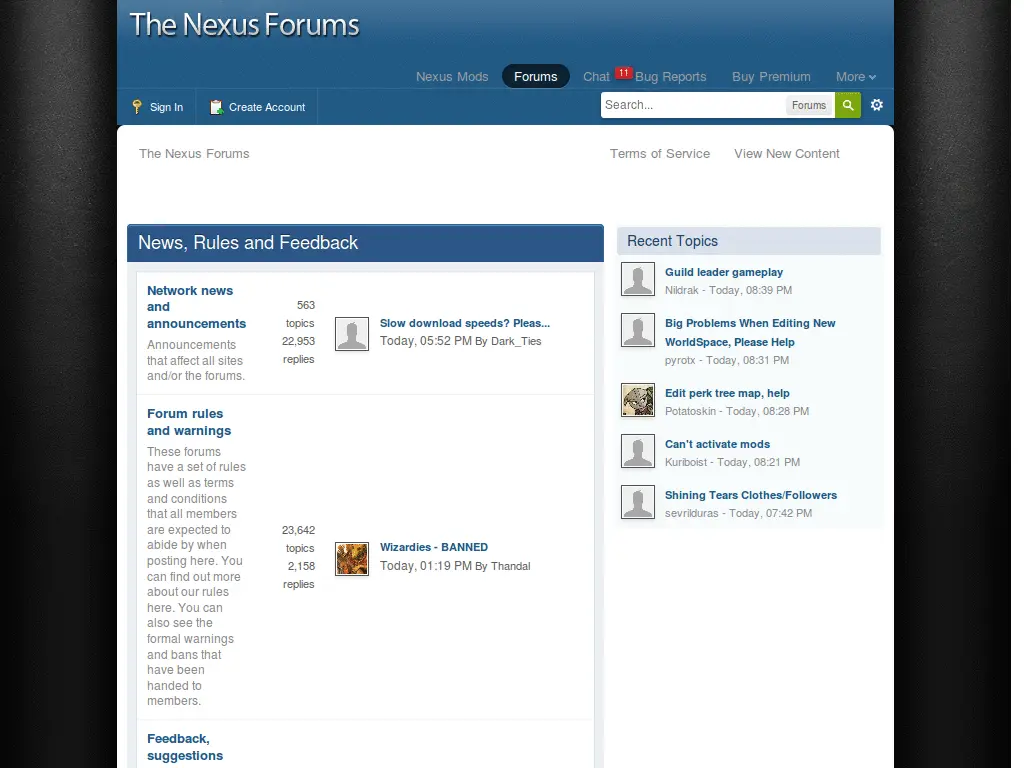 The Nexus Forums
Nexus Mods
Forums
Chat
11
Bug Reports
Buy Premium
More
Sign In
Create Account
Search...
Forums
The Nexus Forums
Terms of Service
View New Content
News, Rules and Feedback
Network news
and
announcements
Announcements
that affect all sites
and/or the forums.
563
topics
22,953
replies
Slow download speeds? Pleas...
Today, 05:52 PM By Dark_Ties
Forum rules
and warnings
These forums
have a set of rules
as well as terms
and conditions
that all members
are expected to
abide by when
posting here. You
can find out more
about our rules
here. You can
also see the
formal warnings
and bans that
have been
handed to
members.
23,642
topics
2,158
replies
Wizardies - BANNED
Today, 01:19 PM By Thandal
Feedback,
suggestions
Recent Topics
Guild leader gameplay
Nildrak - Today, 08:39 PM
Big Problems When Editing New
WorldSpace, Please Help
pyrotx - Today, 08:31 PM
Edit perk tree map, help
Potatoskin - Today, 08:28 PM
Can't activate mods
Kuriboist - Today, 08:21 PM
Shining Tears Clothes/Followers
sevrilduras - Today, 07:42 PM